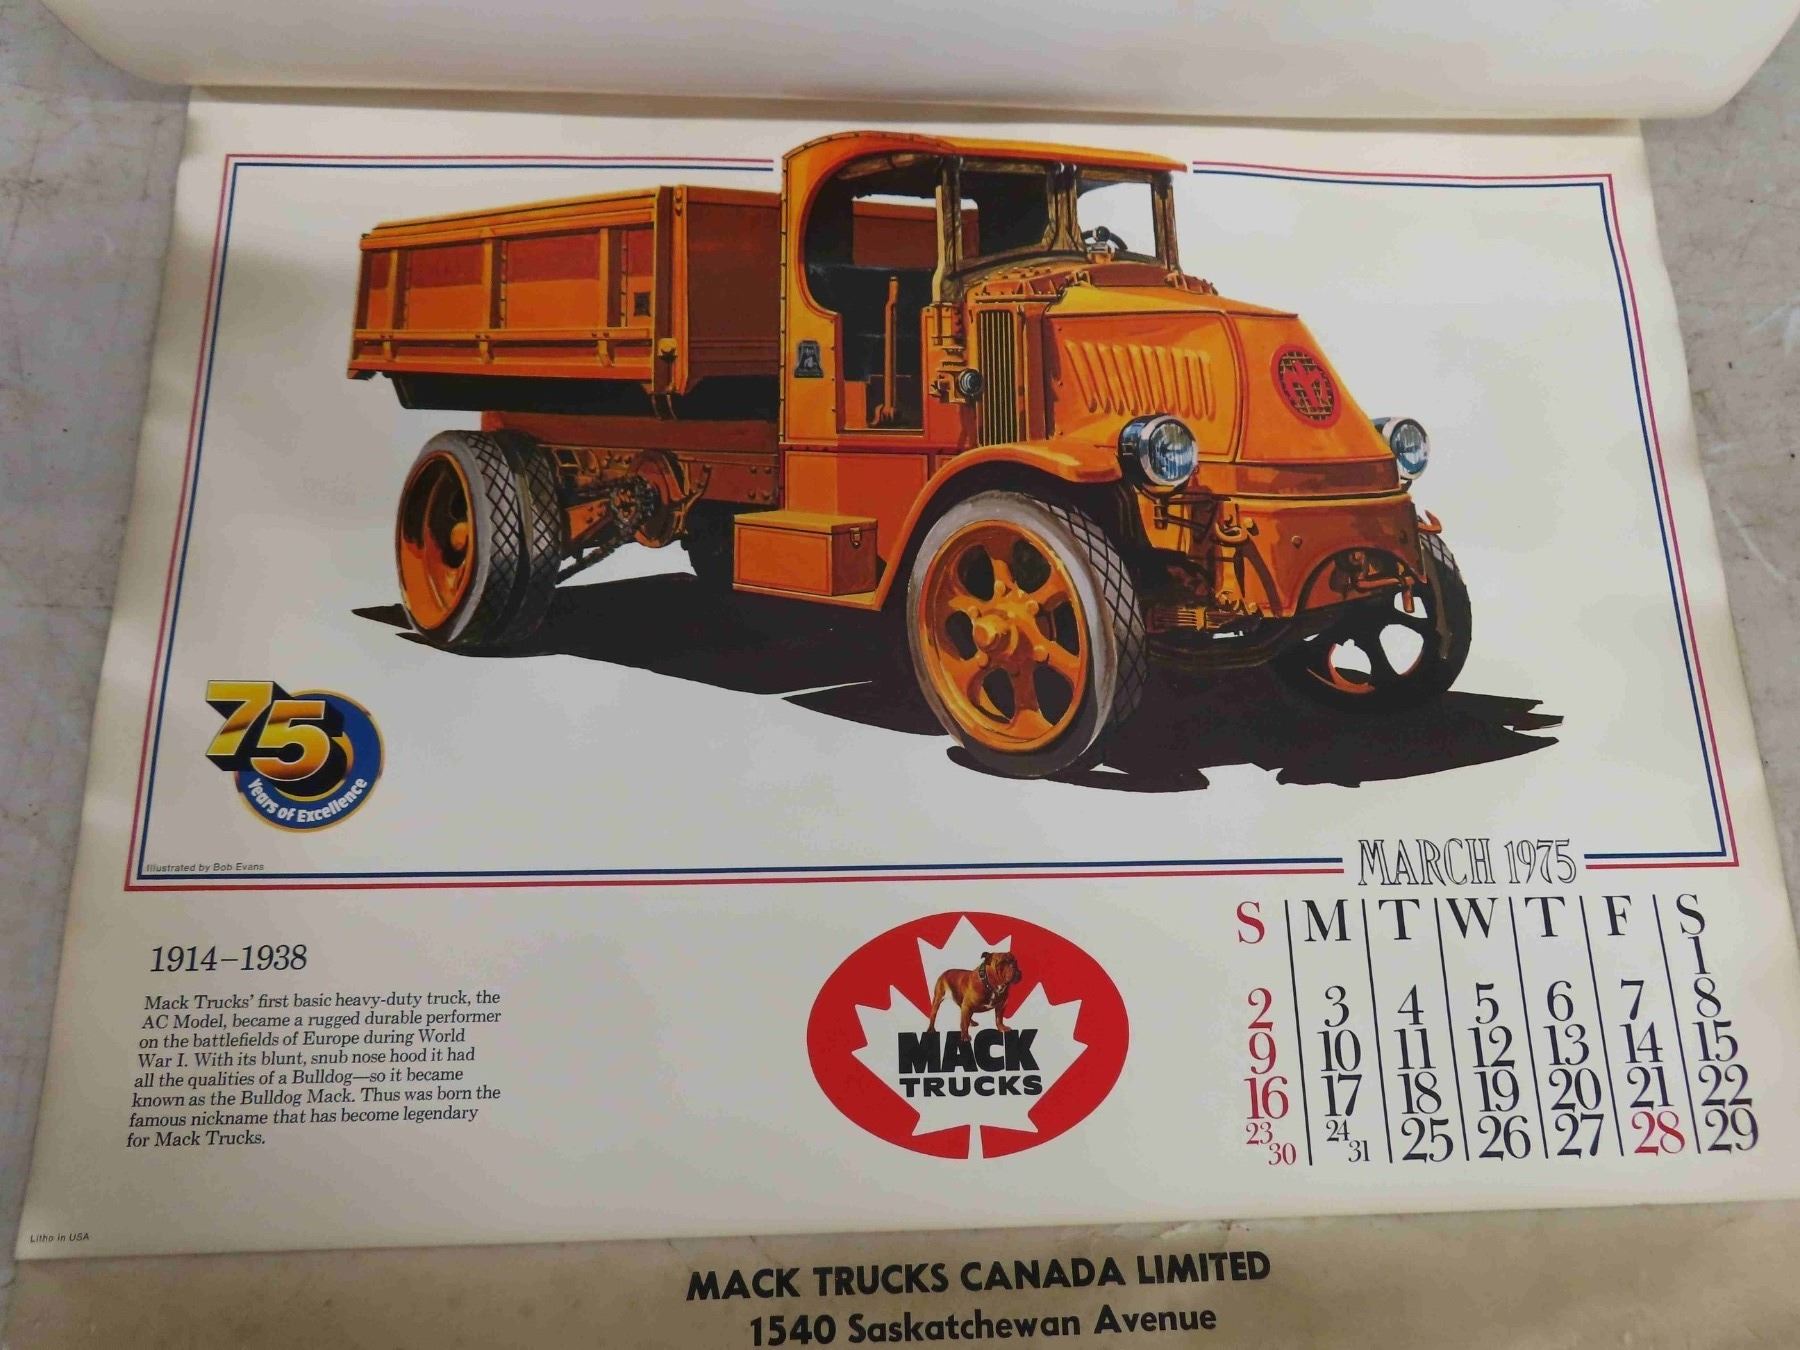 75
Years of Excellence
Illustrated by Bob Evans
MARCH 1975
1914–1938
Mack Trucks' first basic heavy-duty truck, the
AC Model, became a rugged durable performer
on the battlefields of Europe during World
War I. With its blunt, snub nose hood it had
all the qualities of a Bulldog—so it became
known as the Bulldog Mack. Thus was born the
famous nickname that has become legendary
for Mack Trucks.
MACK
TRUCKS
S M T W T F S
1
2 3 4 5 6 7 8
9 10 11 12 13 14 15
16 17 18 19 20 21 22
23 24 25 26 27 28 29
30 31
Litho in USA
MACK TRUCKS CANADA LIMITED
1540 Saskatchewan Avenue